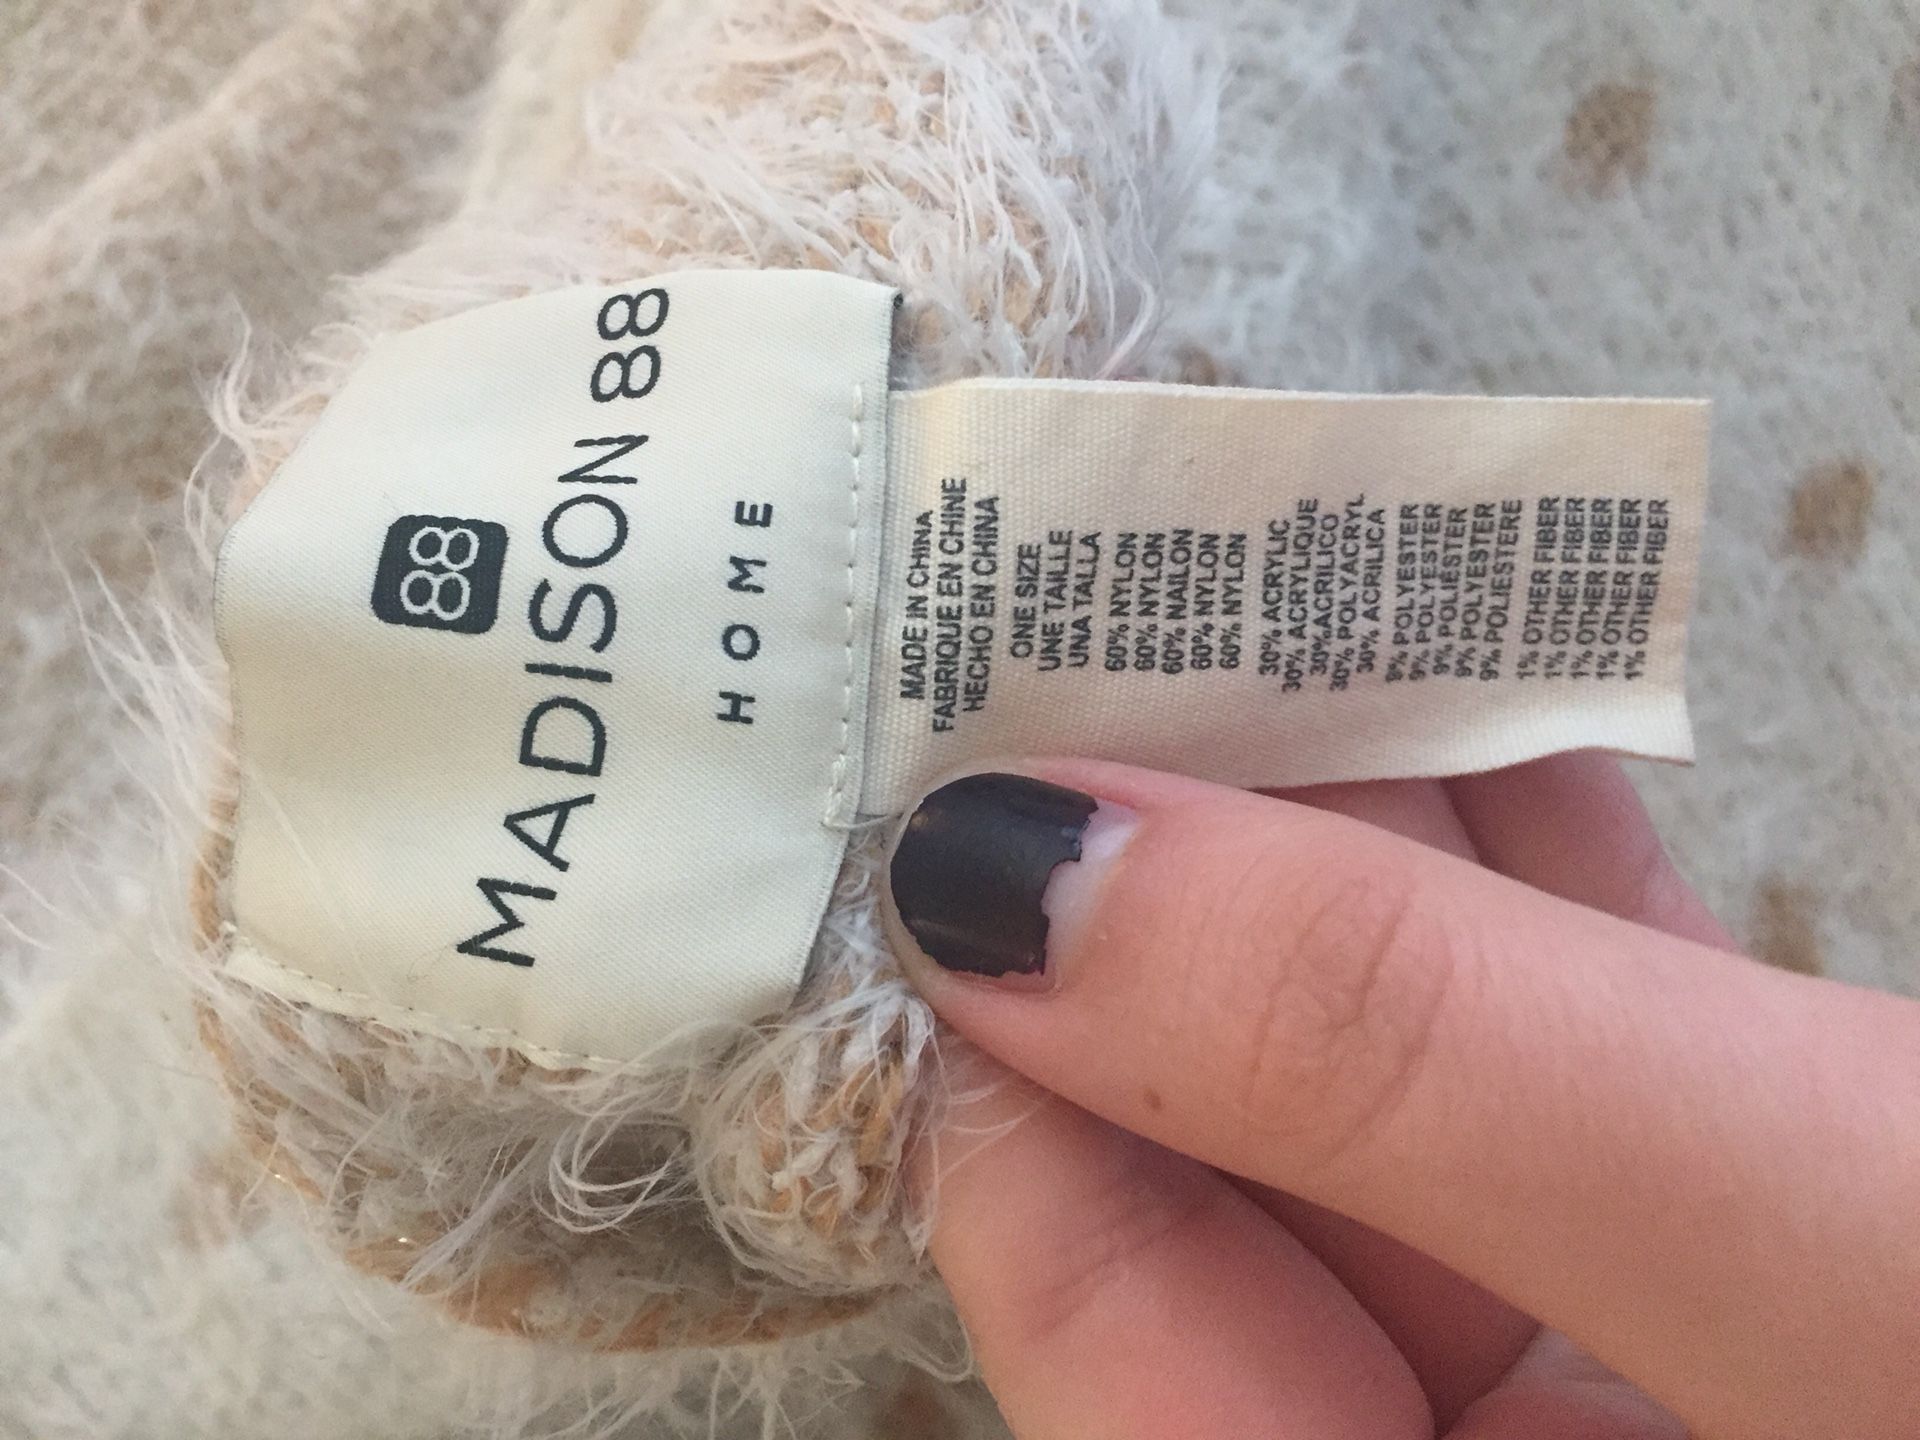 88
MADISON 88
HOME
MADE IN CHINA
FABRIQUE EN CHINE
HECHO EN CHINA
ONE SIZE
UNE TAILLE
UNA TALLA
60% NYLON
60% NYLON
60% NAILON
60% NYLON
60% NYLON
30% ACRYLIC
30% ACRYLIQUE
30% ACRILICO
30% POLYACRYL
30% ACRILICA
9% POLYESTER
9% POLYESTER
9% POLIÉSTER
9% POLYESTER
9% POLIESTERE
1% OTHER FIBER
1% OTHER FIBER
1% OTHER FIBER
1% OTHER FIBER
1% OTHER FIBER